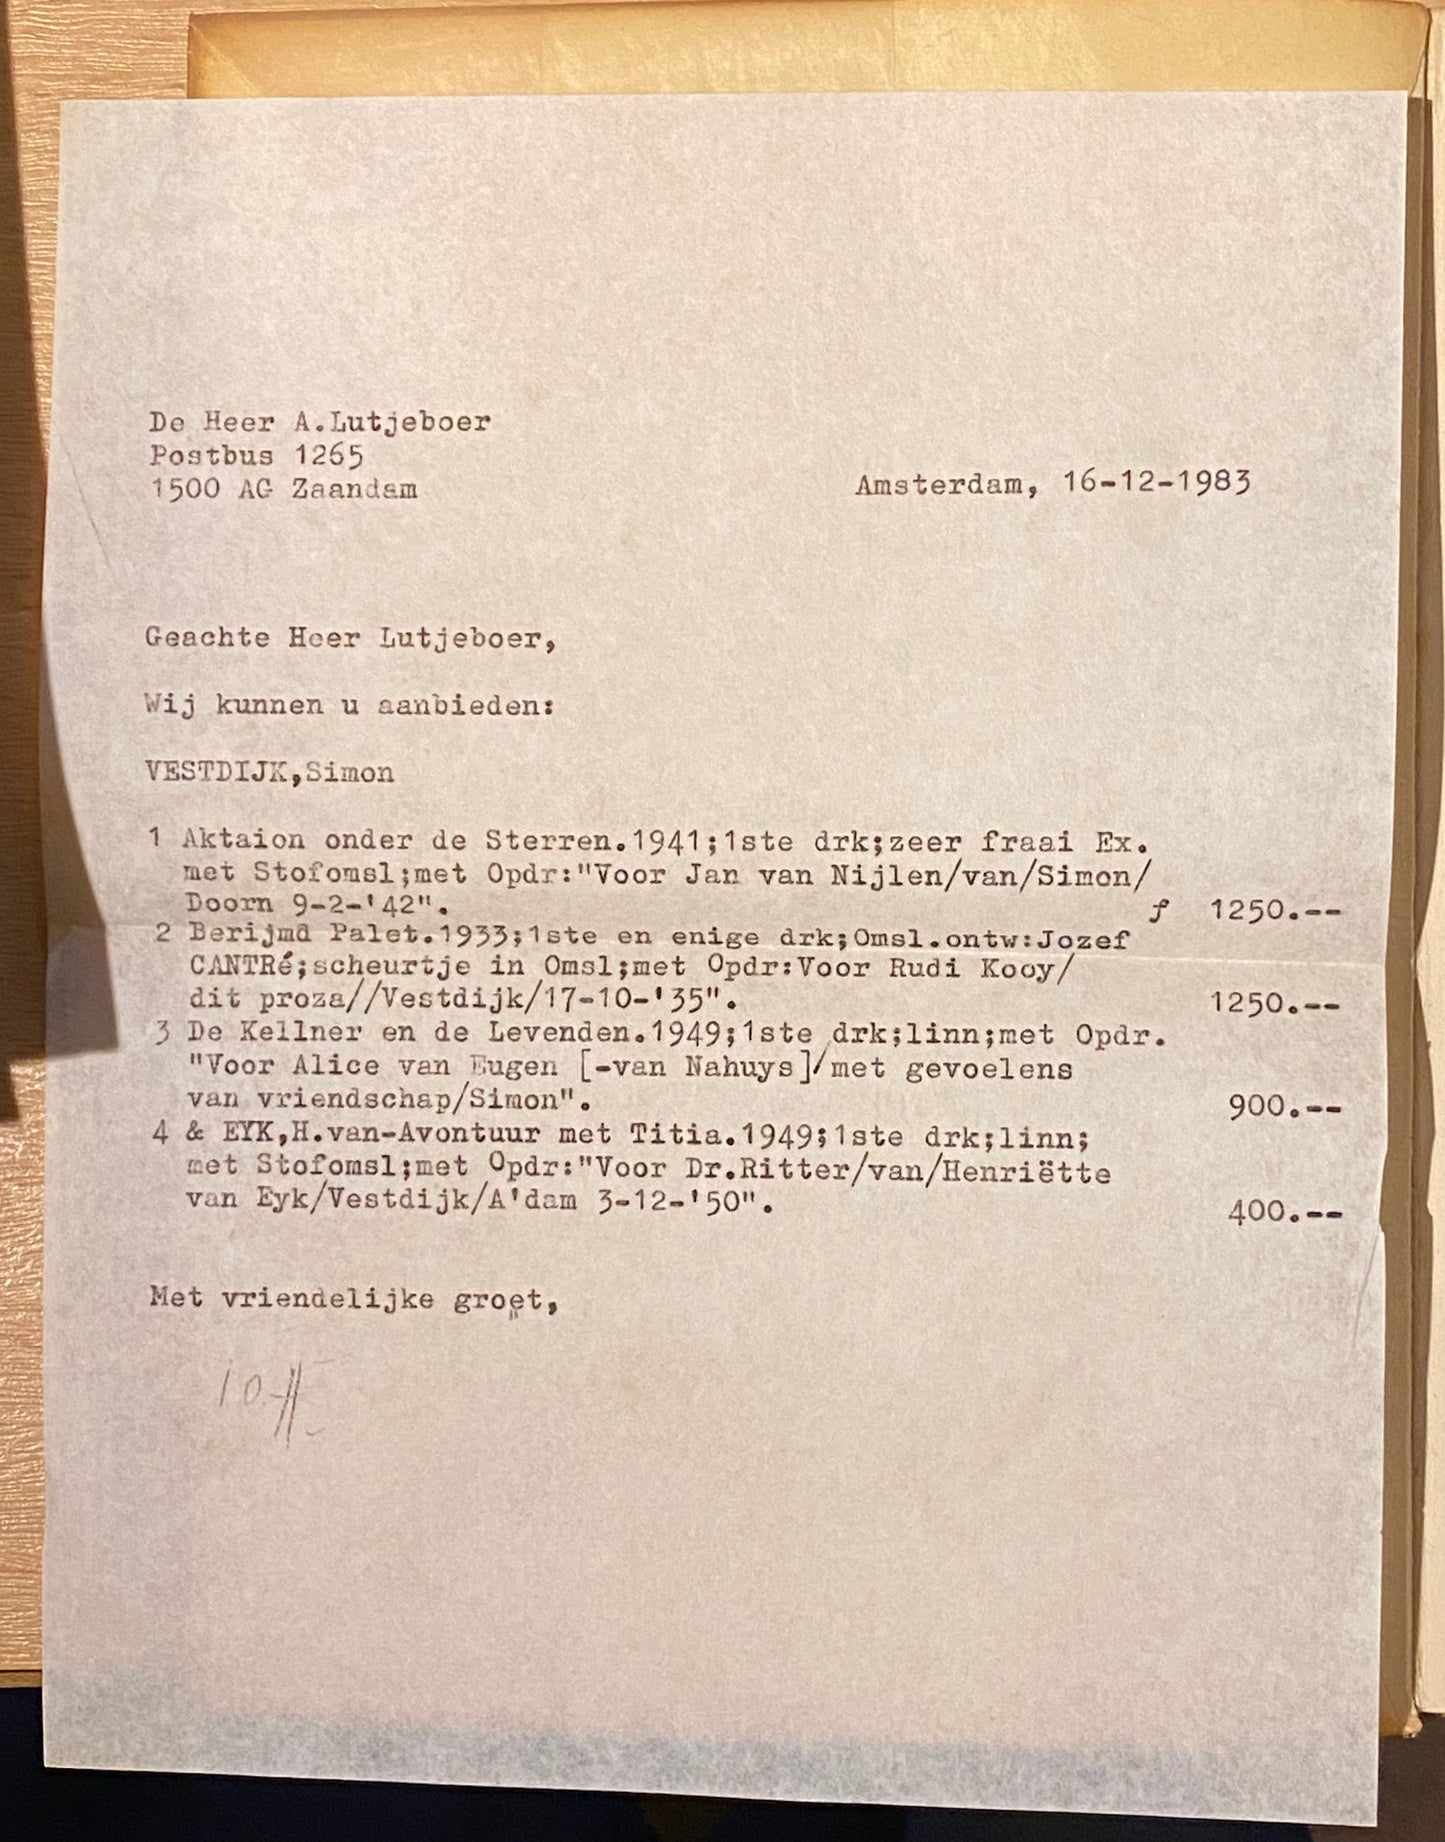 De Heer A.Lutjeboer
Postbus 1265
1500 AG Zaandam
Amsterdam, 16-12-1983
Geachte Heer Lutjeboer,
Wij kunnen u aanbieden:
VESTDIJK,Simon
1 Aktaion onder de Sterren.1941;1ste drk;zeer fraai Ex.
met Stofomsl;met Opdr:"Voor Jan van Nijlen/van/Simon/
Doorn 9-2-'42". ƒ 1250.--
2 Berijmd Palet.1933;1ste en enige drk;Omsl.ontw:Jozef
CANTRé;scheurtje in Omsl;met Opdr:Voor Rudi Kooy/
dit proza//Vestdijk/17-10-'35". 1250.--
3 De Kellner en de Levenden.1949;1ste drk;linn;met Opdr.
"Voor Alice van Eugen [-van Nahuys]/met gevoelens
van vriendschap/Simon". 900.--
4 & EYK,H.van-Avontuur met Titia.1949;1ste drk;linn;
met Stofomsl;met Opdr:"Voor Dr.Ritter/van/Henriëtte
van Eyk/Vestdijk/A'dam 3-12-'50". 400.--
Met vriendelijke groet,